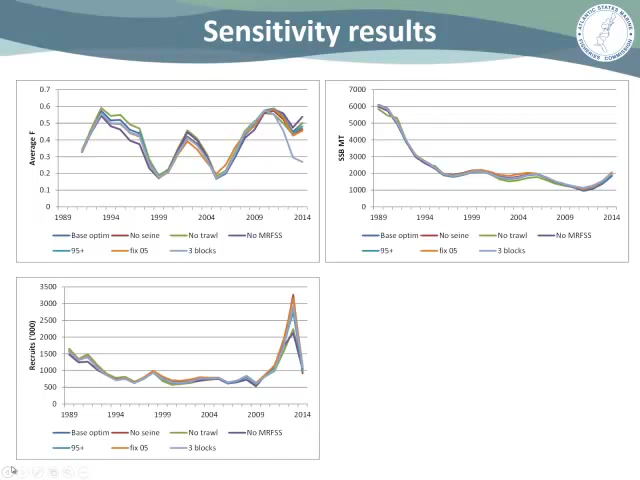 Sensitivity results
ATLANTIC STATES MARINE
FISHERIES COMMISSION
0.7
0.6
0.5
0.4
0.3
0.2
0.1
0
Average F
1989 1994 1999 2004 2009 2014
Base optim No seine No trawl No MRFSS
95+ fix 05 3 blocks
7000
6000
5000
4000
3000
2000
1000
0
SSB MT
1989 1994 1999 2004 2009 2014
Base optim No seine No trawl No MRFSS
95+ fix 05 3 blocks
3500
3000
2500
2000
1500
1000
500
0
Recruits ('000)
1989 1994 1999 2004 2009 2014
Base optim No seine No trawl No MRFSS
95+ fix 05 3 blocks